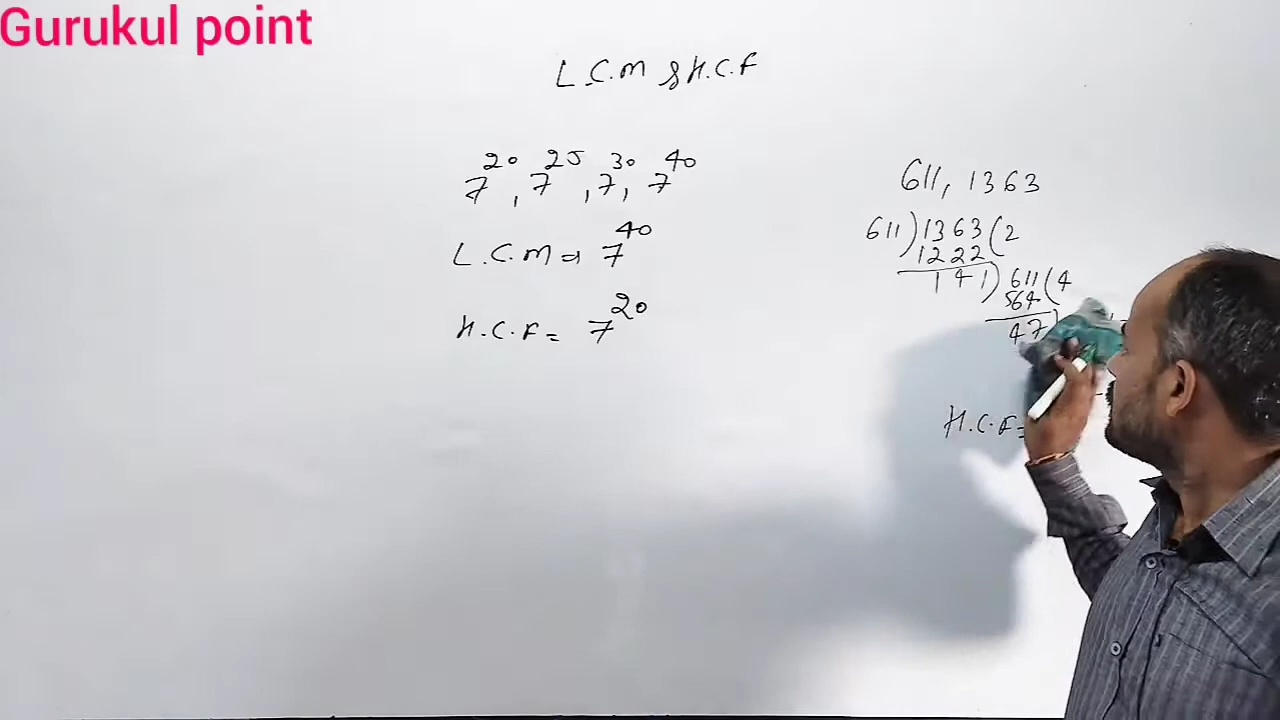 Gurukul point
L.C.M & H.C.F
7^20, 7^25, 7^30, 7^40
L.C.M = 7^40
H.C.F = 7^20
611, 1363
611)1363(2
1222
141)611(4
564
47)
H.C.F=